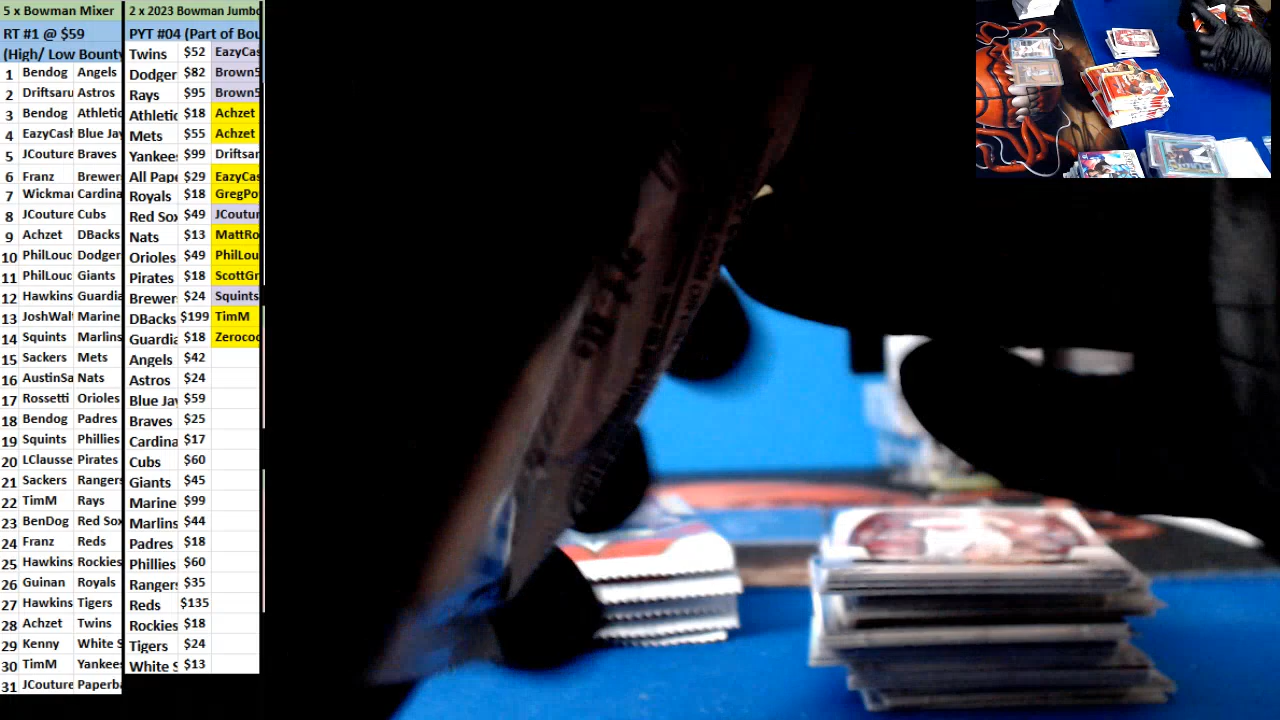 5 x Bowman Mixer
RT #1 @ $59
(High/ Low Bounty
1 Bendog Angels
2 Driftsaru Astros
3 Bendog Athletic
4 EazyCash Blue Jay
5 JCouture Braves
6 Franz Brewer
7 Wickmar Cardina
8 JCouture Cubs
9 Achzet DBacks
10 PhilLouc Dodger
11 PhilLouc Giants
12 Hawkins Guardia
13 JoshWalt Marine
14 Squints Marlins
15 Sackers Mets
16 AustinSa Nats
17 Rossetti Orioles
18 Bendog Padres
19 Squints Phillies
20 LClausse Pirates
21 Sackers Rangers
22 TimM Rays
23 BenDog Red Sox
24 Franz Reds
25 Hawkins Rockies
26 Guinan Royals
27 Hawkins Tigers
28 Achzet Twins
29 Kenny White S
30 TimM Yankee
31 JCouture Paperba
2 x 2023 Bowman Jumbo
PYT #04 (Part of Bou
Twins $52 EazyCas
Dodger $82 Brown5
Rays $95 Brown5
Athletic $18 Achzet
Mets $55 Achzet
Yankee $99 Driftsar
All Pape $29 EazyCas
Royals $18 GregPo
Red Sox $49 JCoutur
Nats $13 MattRo
Orioles $49 PhilLou
Pirates $18 ScottGr
Brewer $24 Squints
DBacks $199 TimM
Guardia $18 Zerocoo
Angels $42
Astros $24
Blue Jay $59
Braves $25
Cardina $17
Cubs $60
Giants $45
Marine $99
Marlins $44
Padres $18
Phillies $60
Rangers $35
Reds $135
Rockies $18
Tigers $24
White S $13